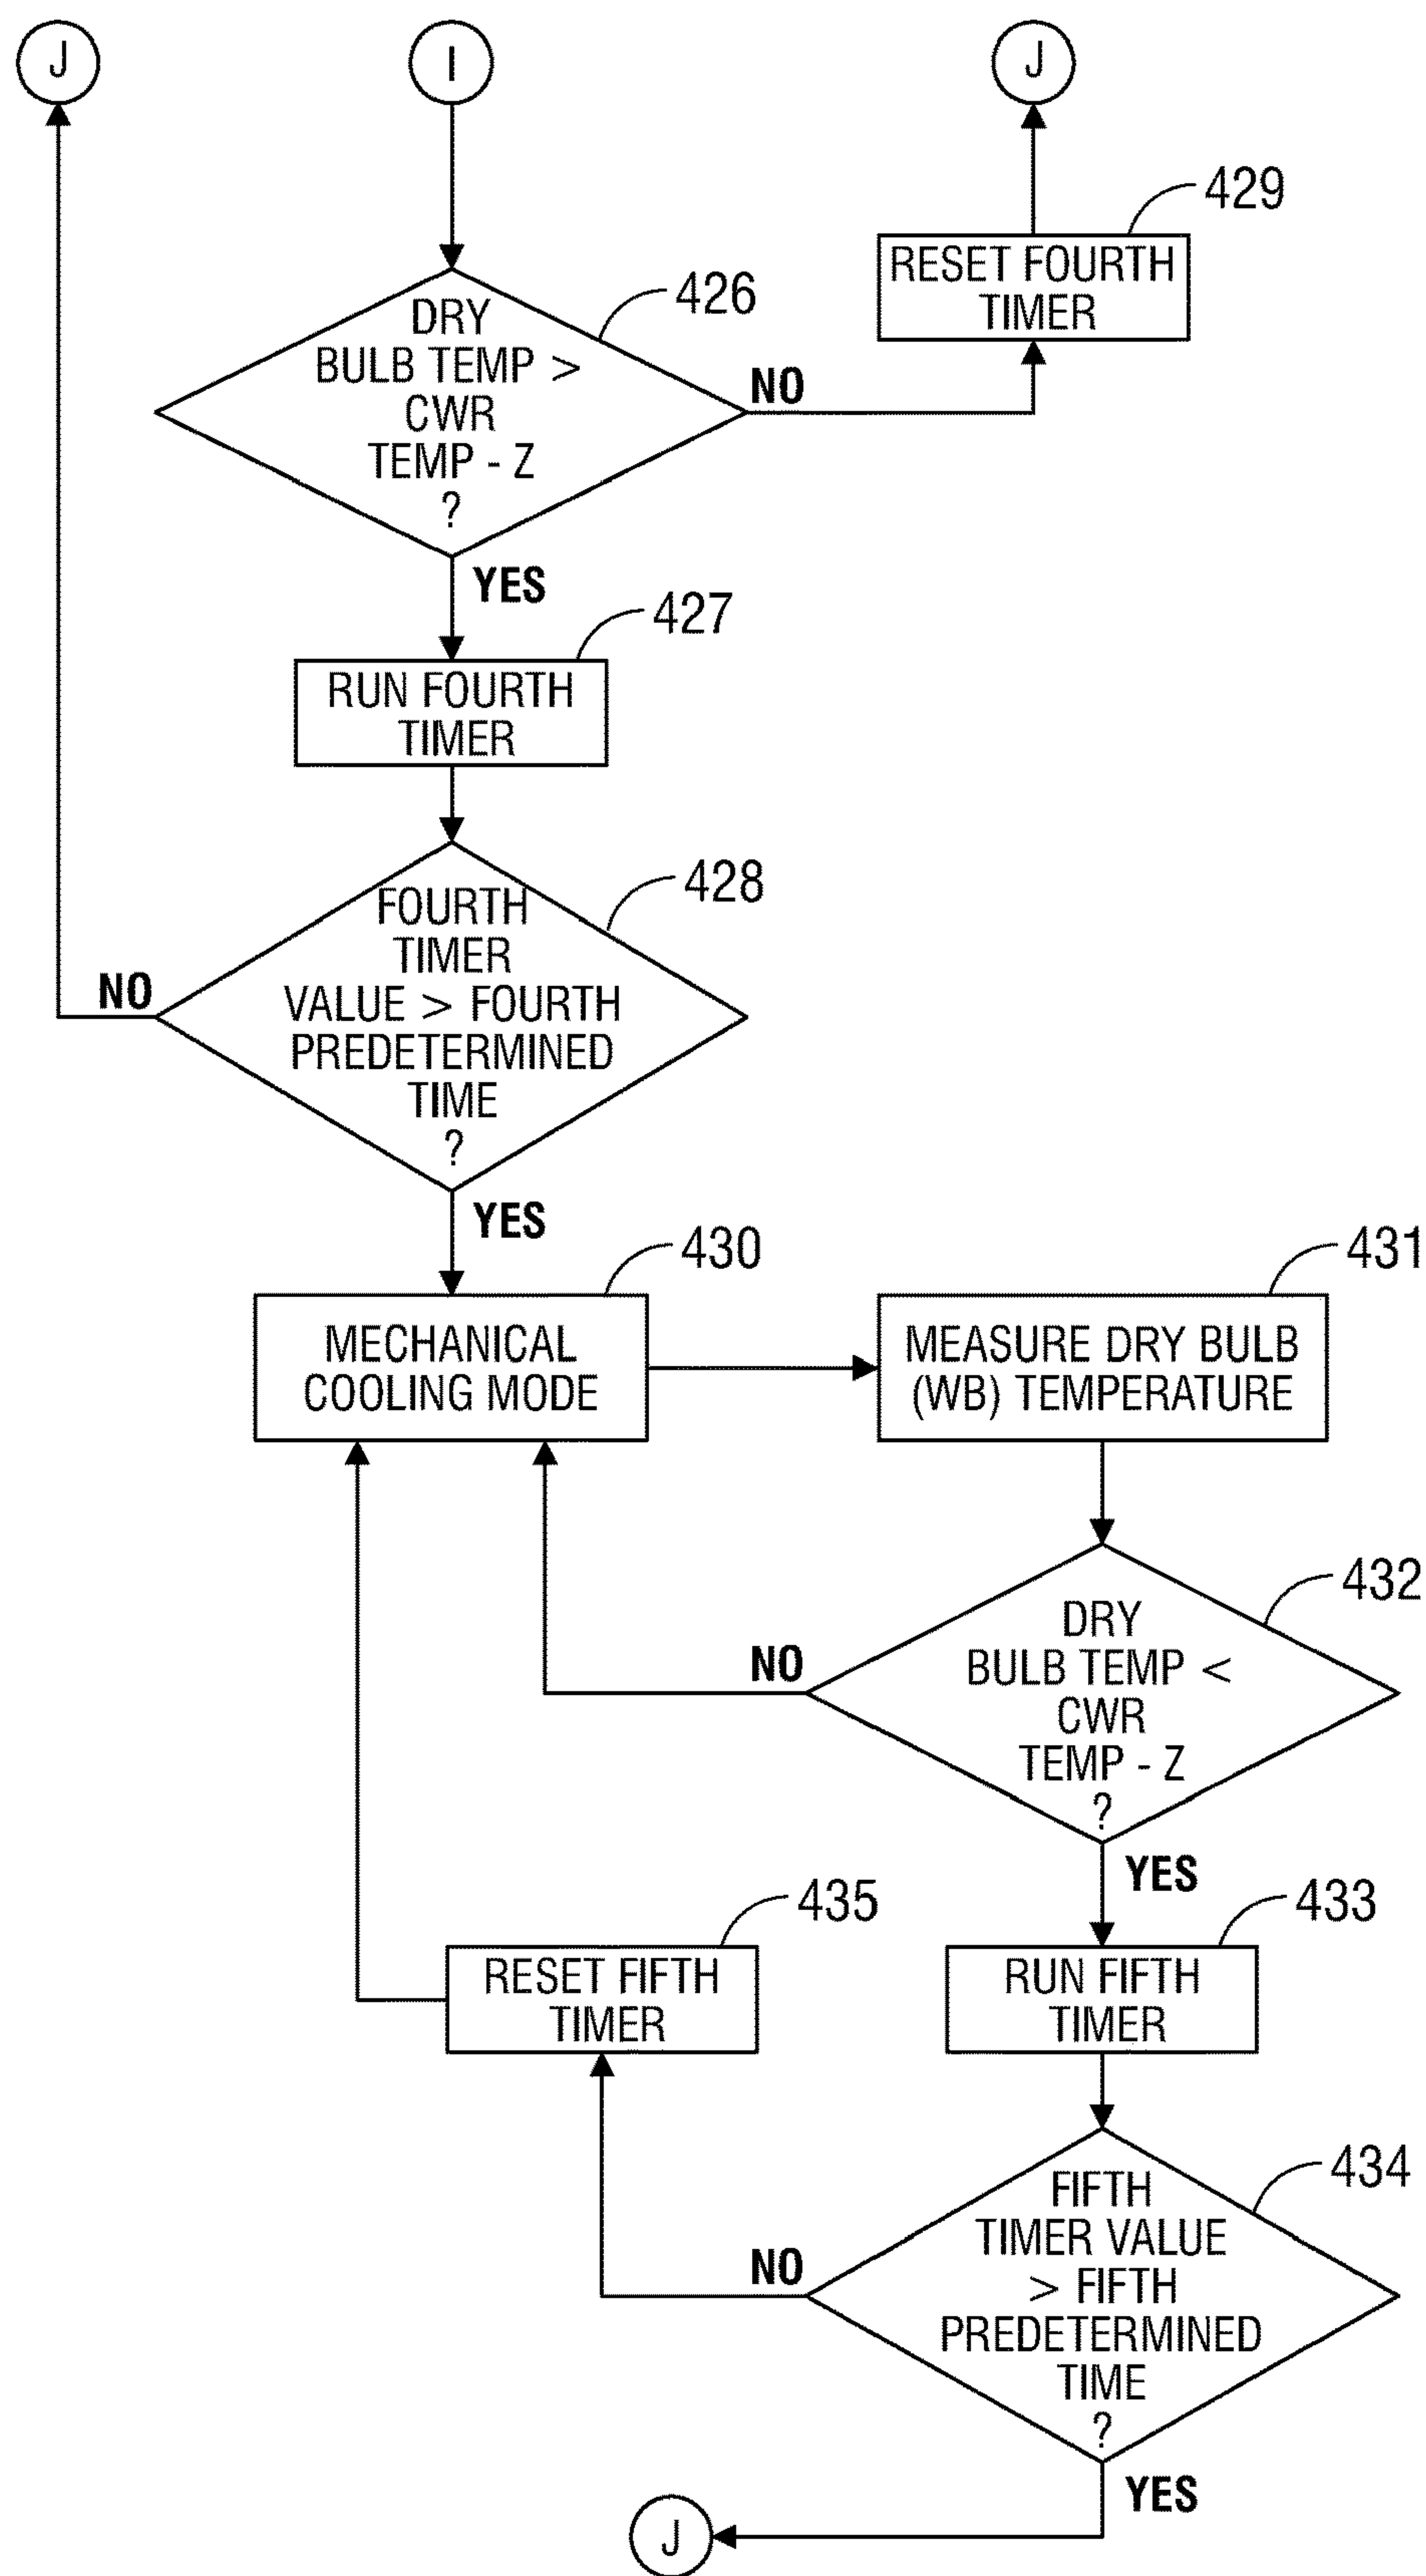 J
I
J
429
RESET FOURTH
TIMER
426
DRY
BULB TEMP >
CWR
TEMP - Z
?
NO
YES
427
RUN FOURTH
TIMER
428
FOURTH
TIMER
VALUE > FOURTH
PREDETERMINED
TIME
?
NO
YES
430
MECHANICAL
COOLING MODE
431
MEASURE DRY BULB
(WB) TEMPERATURE
432
DRY
BULB TEMP <
CWR
TEMP - Z
?
NO
YES
435
RESET FIFTH
TIMER
433
RUN FIFTH
TIMER
434
FIFTH
TIMER VALUE
> FIFTH
PREDETERMINED
TIME
?
NO
YES
J